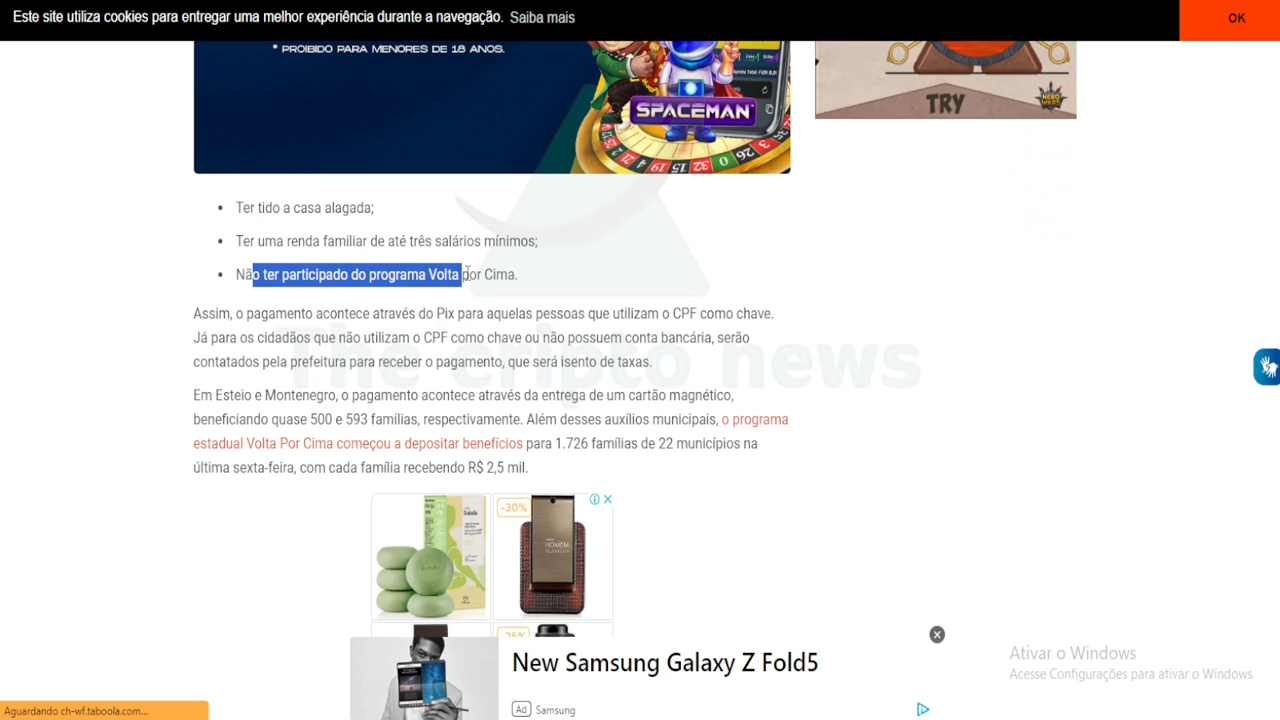 Este site utiliza cookies para entregar uma melhor experiência durante a navegação. Saiba mais
OK
* PROIBIDO PARA MENORES DE 18 ANOS.
SPACEMAN
TRY
HERO WARS
• Ter tido a casa alagada;
• Ter uma renda familiar de até três salários mínimos;
• Não ter participado do programa Volta por Cima.
Assim, o pagamento acontece através do Pix para aquelas pessoas que utilizam o CPF como chave.
Já para os cidadãos que não utilizam o CPF como chave ou não possuem conta bancária, serão
contatados pela prefeitura para receber o pagamento, que será isento de taxas.
The cripto news
Em Esteio e Montenegro, o pagamento acontece através da entrega de um cartão magnético,
beneficiando quase 500 e 593 famílias, respectivamente. Além desses auxílios municipais, o programa
estadual Volta Por Cima começou a depositar benefícios para 1.726 famílias de 22 municípios na
última sexta-feira, com cada família recebendo R$ 2,5 mil.
-30%
HOMEM
New Samsung Galaxy Z Fold5
Ad Samsung
Ativar o Windows
Acesse Configurações para ativar o Windows.
Aguardando ch-wf.taboola.com...